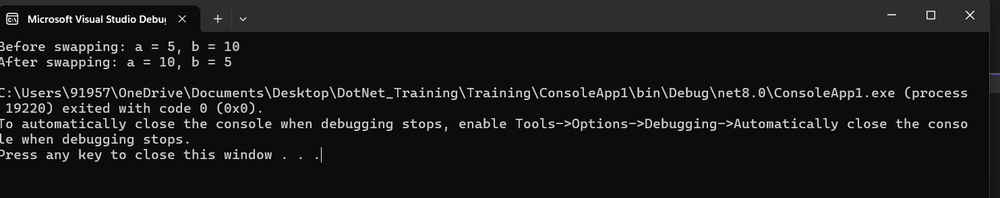 Microsoft Visual Studio Debu
Before swapping: a = 5, b = 10
After swapping: a = 10, b = 5
C:\Users\91957\OneDrive\Documents\Desktop\DotNet_Training\Training\ConsoleApp1\bin\Debug\net8.0\ConsoleApp1.exe (process
19220) exited with code 0 (0x0).
To automatically close the console when debugging stops, enable Tools->Options->Debugging->Automatically close the conso
le when debugging stops.
Press any key to close this window . . .